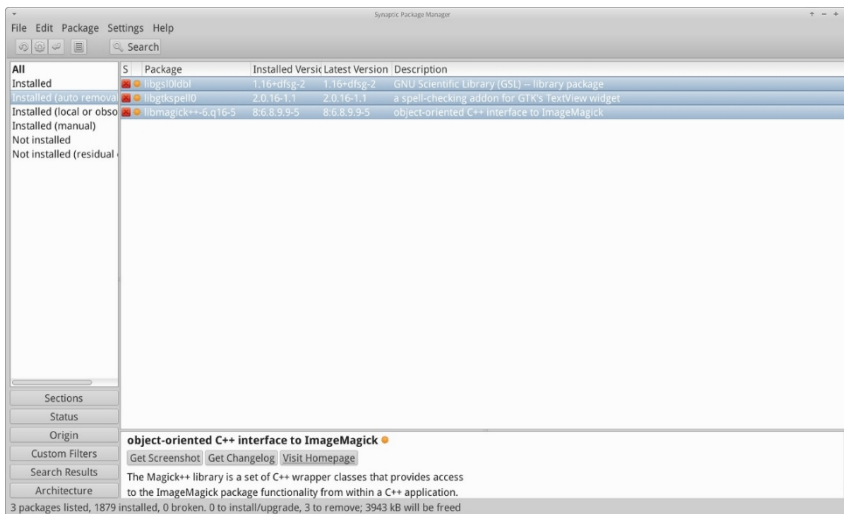 Synaptic Package Manager
File Edit Package Settings Help
Search
All
Installed
Installed (auto remova
Installed (local or obso
Installed (manual)
Not installed
Not installed (residual
S Package Installed Versic Latest Version Description
libgsl0ldbl 1.16+dfsg-2 1.16+dfsg-2 GNU Scientific Library (GSL) -- library package
libgtkspell0 2.0.16-1.1 2.0.16-1.1 a spell-checking addon for GTK's TextView widget
libmagick++-6.q16-5 8:6.8.9.9-5 8:6.8.9.9-5 object-oriented C++ interface to ImageMagick
Sections
Status
Origin
Custom Filters
Search Results
Architecture
object-oriented C++ interface to ImageMagick
Get Screenshot Get Changelog Visit Homepage
The Magick++ library is a set of C++ wrapper classes that provides access
to the ImageMagick package functionality from within a C++ application.
3 packages listed, 1879 installed, 0 broken. 0 to install/upgrade, 3 to remove; 3943 kB will be freed